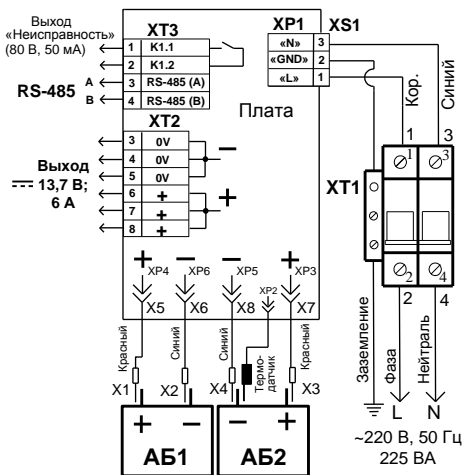 Выход
«Неисправность»
(80 В, 50 мА)
XT3
1 K1.1
2 K1.2
3 RS-485 (A)
4 RS-485 (B)
RS-485
A
B
XP1
XS1
«N» 3
«GND» 2
«L» 1
Плата
Кор.
Синий
XT2
3 0V
4 0V
5 0V
6 +
7 +
8 +
–
+
Выход
13,7 В;
6 А
1 3
1 3
XT1
2 4
2 4
+ – – +
XP4 XP6 XP5 XP2 XP3
X5 X6 X8 X7
Красный
Синий
Синий
Термо-
датчик
Красный
X1 X2 X4 X3
+ – – +
АБ1 АБ2
Заземление
Фаза
Нейтраль
L N
~220 В, 50 Гц
225 ВА